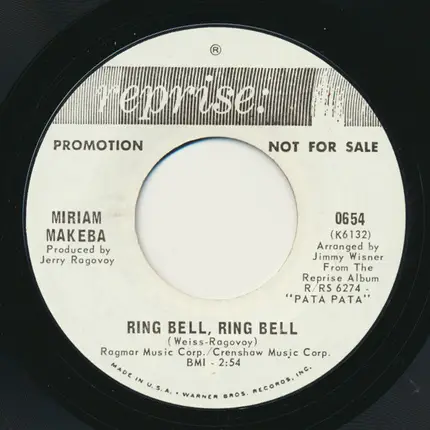 ®
reprise:
PROMOTION NOT FOR SALE
MIRIAM
MAKEBA
Produced by
Jerry Ragovoy
0654
(K6132)
Arranged by
Jimmy Wisner
From The
Reprise Album
R/RS 6274 -
"PATA PATA"
RING BELL, RING BELL
(Weiss-Ragovoy)
Ragmar Music Corp./Crenshaw Music Corp.
BMI - 2:54
MADE IN U.S.A. • WARNER BROS. RECORDS, INC.